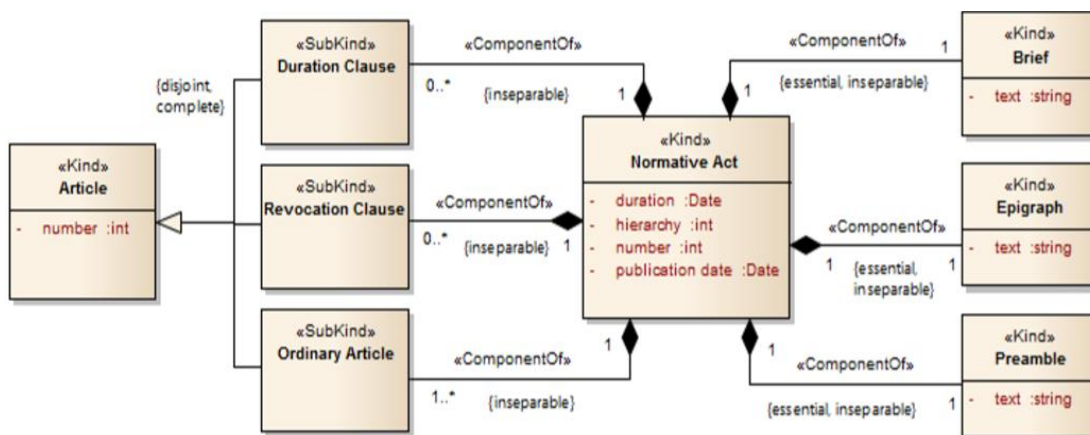 «Kind»
Article
- number :int
{disjoint,
complete}
«SubKind»
Duration Clause
«ComponentOf»
0..*
{inseparable}
1
«SubKind»
Revocation Clause
«ComponentOf»
0..*
{inseparable}
1
«SubKind»
Ordinary Article
«ComponentOf»
1..*
{inseparable}
1
«Kind»
Normative Act
- duration :Date
- hierarchy :int
- number :int
- publication date :Date
«ComponentOf»
1
{essential, inseparable}
1
«Kind»
Brief
- text :string
«ComponentOf»
1
{essential,
inseparable}
1
«Kind»
Epigraph
- text :string
1
«ComponentOf»
{essential, inseparable}
1
«Kind»
Preamble
- text :string